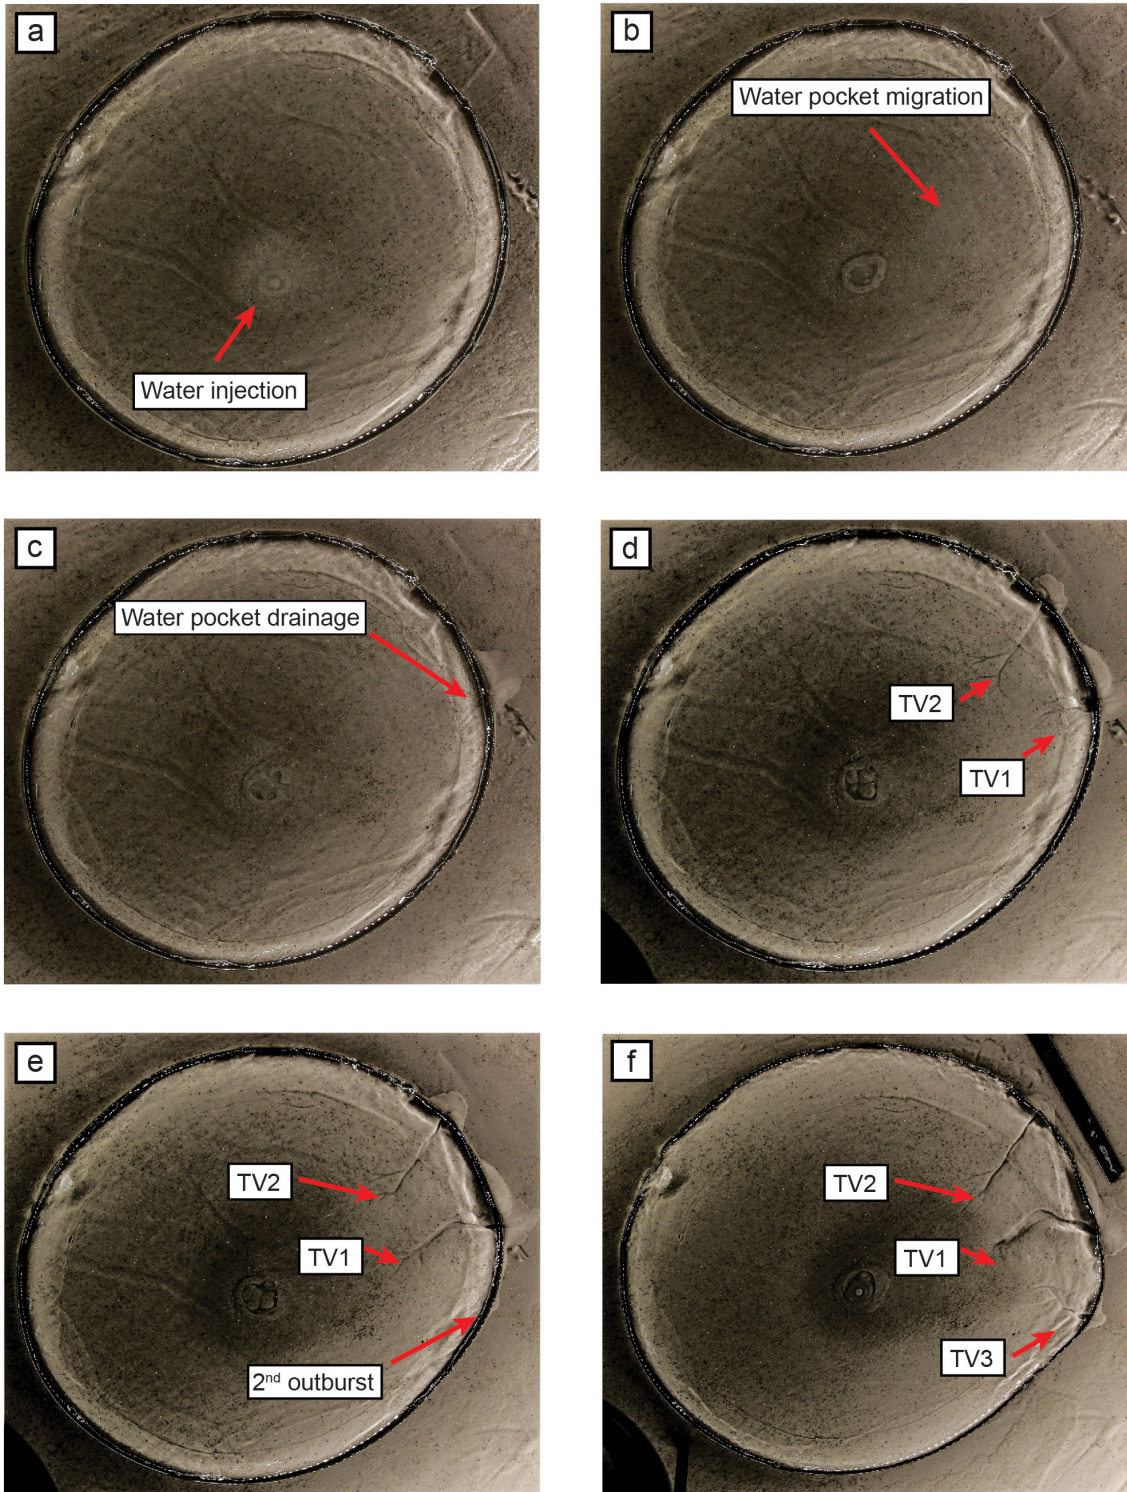 a
Water injection
b
Water pocket migration
c
Water pocket drainage
d
TV2
TV1
e
TV2
TV1
2nd outburst
f
TV2
TV1
TV3